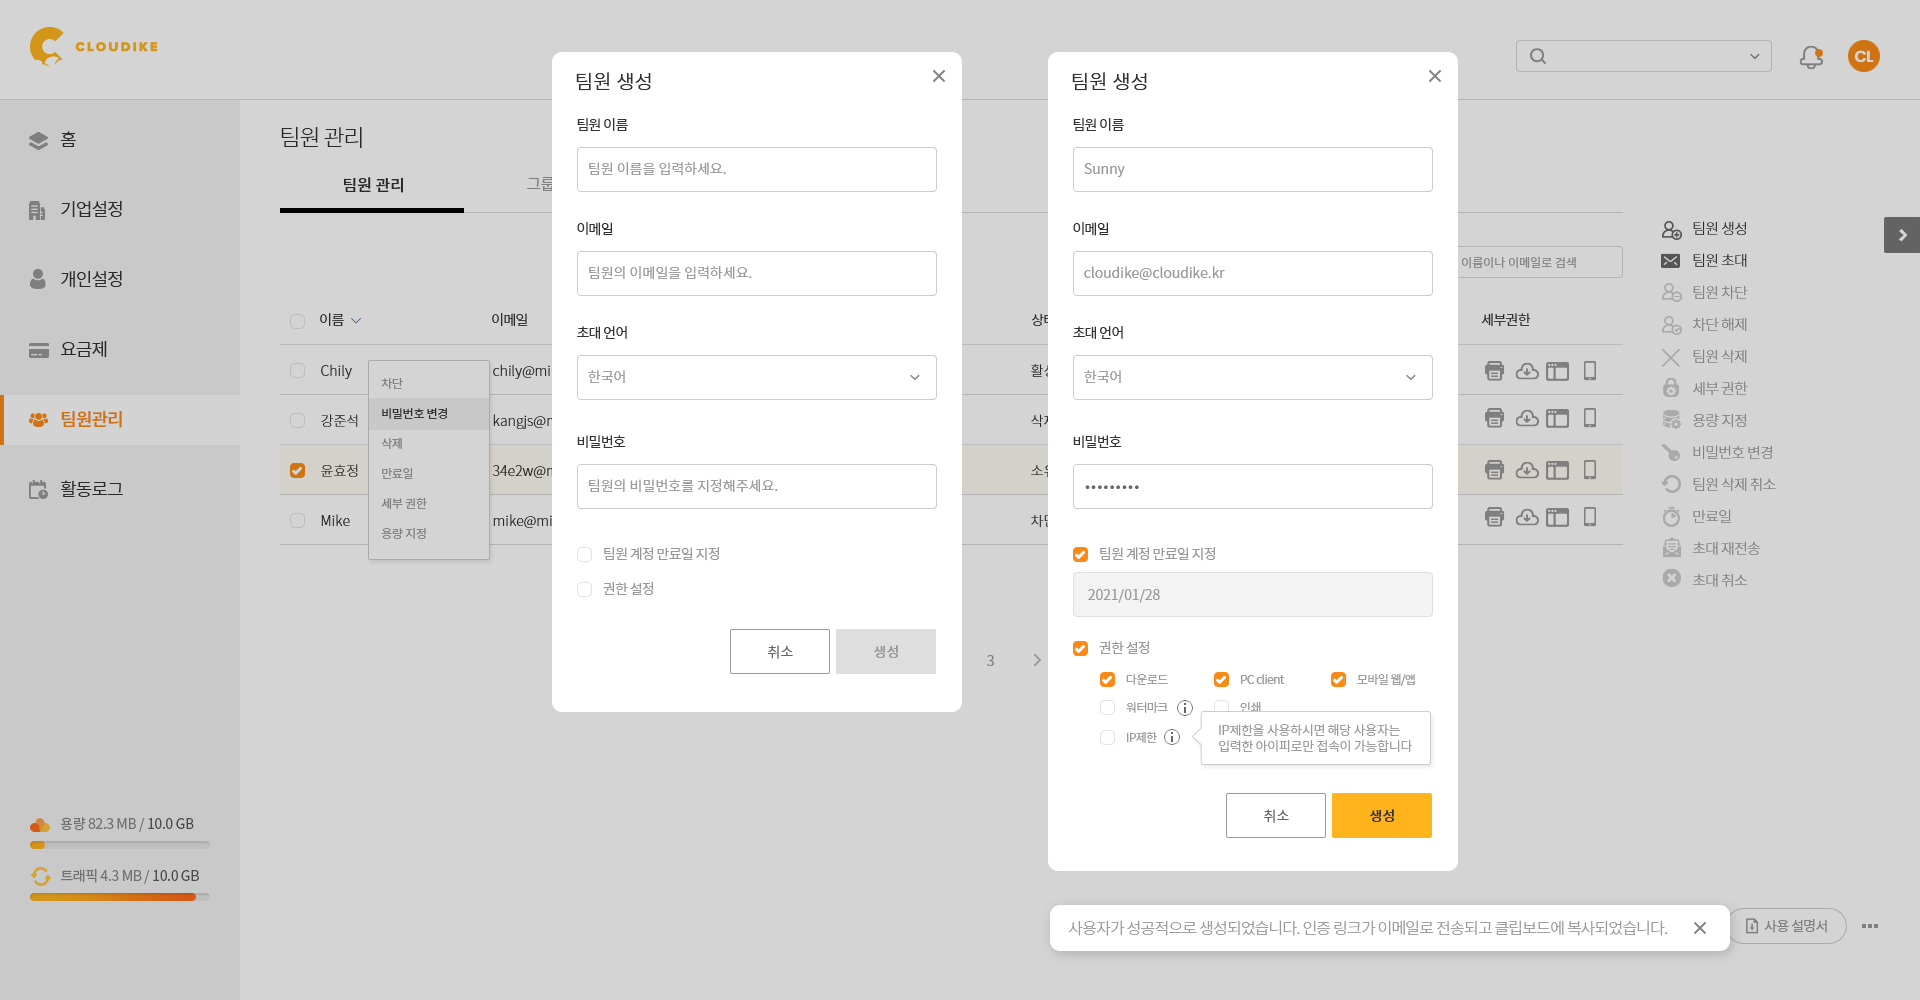 CLOUDIKE
CL
홈
기업설정
개인설정
요금제
팀원관리
활동로그
용량 82.3 MB / 10.0 GB
트래픽 4.3 MB / 10.0 GB
팀원 관리
팀원 관리
그룹
이름
이메일
세부권한
Chily
chily@mi
강준석
kangjs@
윤효정
34e2w@
Mike
mike@mi
차단
비밀번호 변경
삭제
만료일
세부 권한
용량 지정
3
팀원 생성
팀원 이름
팀원 이름을 입력하세요.
이메일
팀원의 이메일을 입력하세요.
초대 언어
한국어
비밀번호
팀원의 비밀번호를 지정해주세요.
팀원 계정 만료일 지정
권한 설정
취소
생성
팀원 생성
팀원 이름
Sunny
이메일
cloudike@cloudike.kr
초대 언어
한국어
비밀번호
•••••••••
팀원 계정 만료일 지정
2021/01/28
권한 설정
다운로드
PC client
모바일 웹/앱
워터마크
인쇄
IP제한
IP제한을 사용하시면 해당 사용자는
입력한 아이피로만 접속이 가능합니다
취소
생성
이름이나 이메일로 검색
팀원 생성
팀원 초대
팀원 차단
차단 해제
팀원 삭제
세부 권한
용량 지정
비밀번호 변경
팀원 삭제 취소
만료일
초대 재전송
초대 취소
사용자가 성공적으로 생성되었습니다. 인증 링크가 이메일로 전송되고 클립보드에 복사되었습니다.
사용 설명서